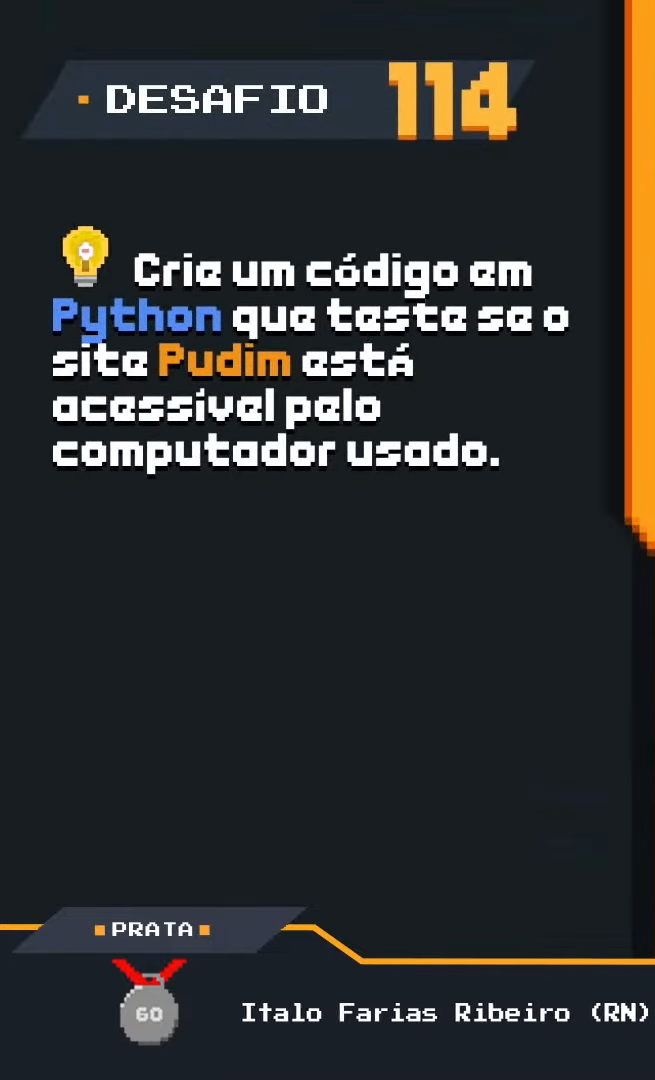 DESAFIO 114
Crie um código em
Python que teste se o
site Pudim está
acessível pelo
computador usado.
PRATA
60
Italo Farias Ribeiro (RN)